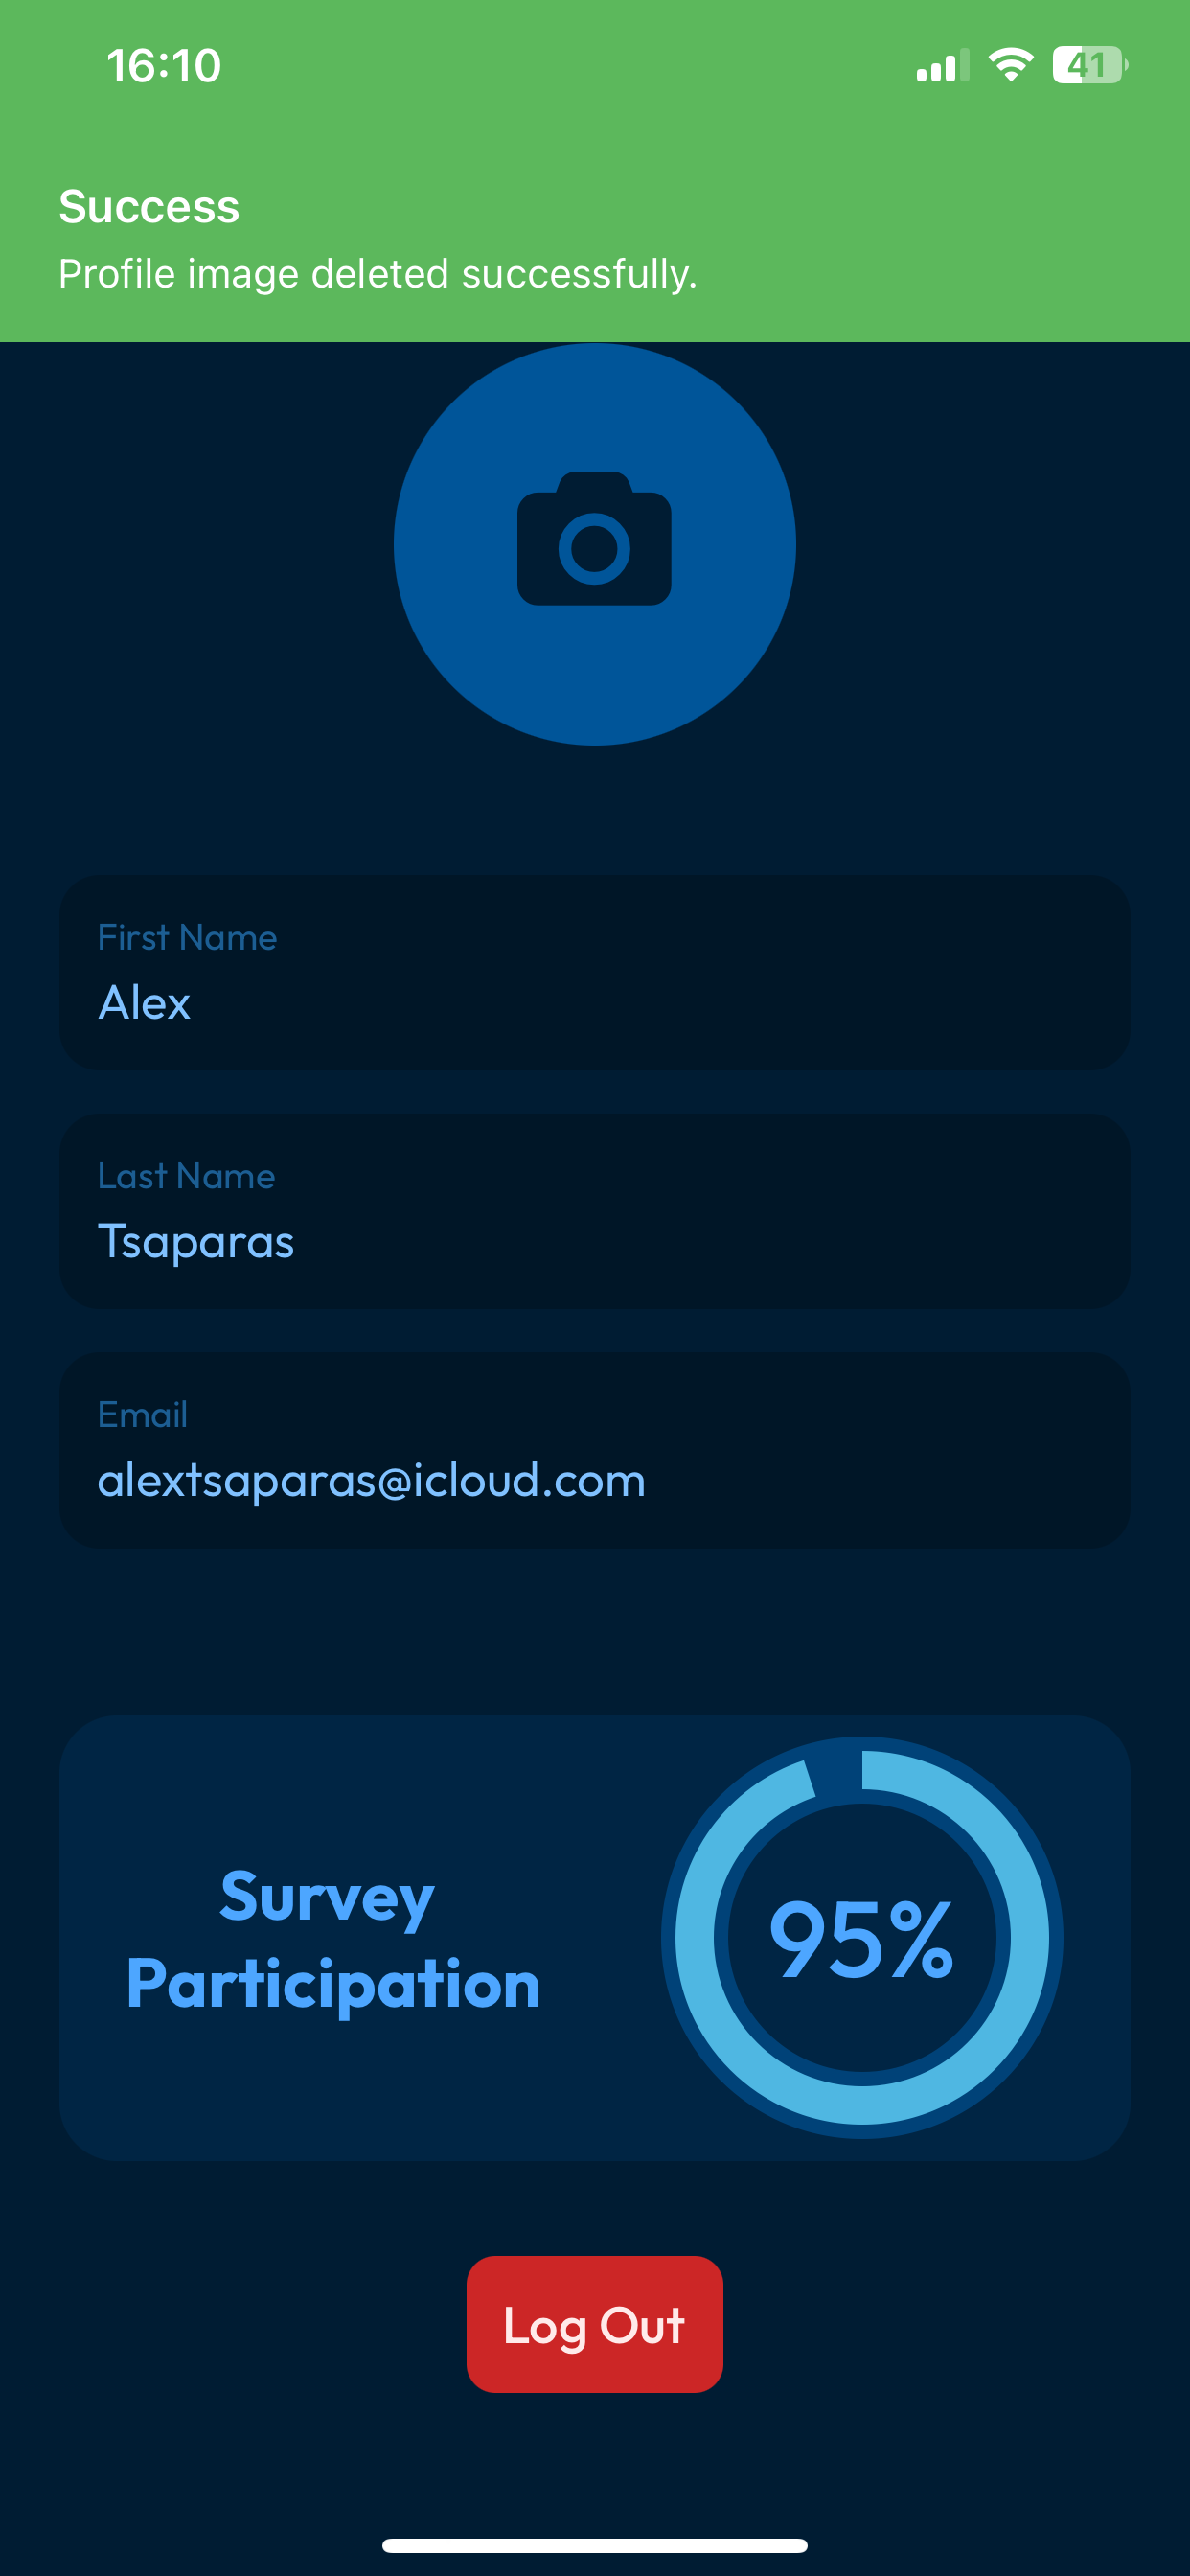 16:10
41
Success
Profile image deleted successfully.
First Name
Alex
Last Name
Tsaparas
Email
alextsaparas@icloud.com
Survey
Participation
95%
Log Out